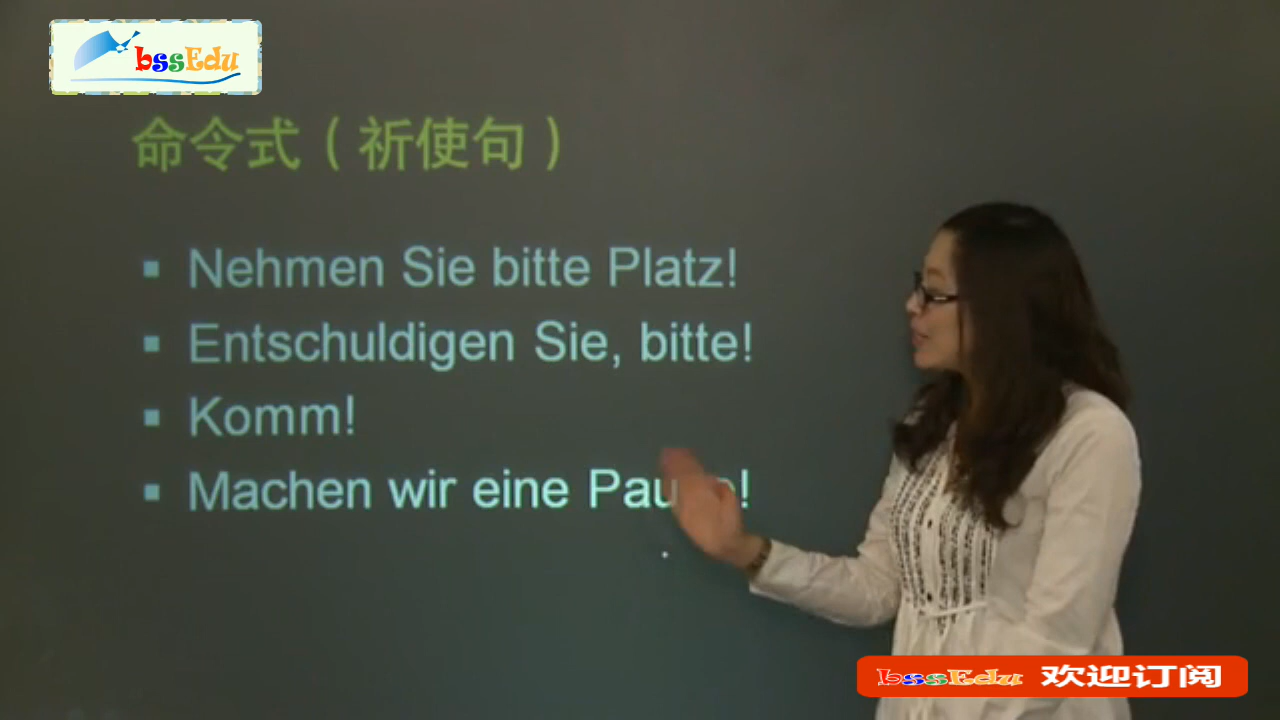 bssEdu
命令式（祈使句）
Nehmen Sie bitte Platz!
Entschuldigen Sie, bitte!
Komm!
Machen wir eine
bssEdu 欢迎订阅